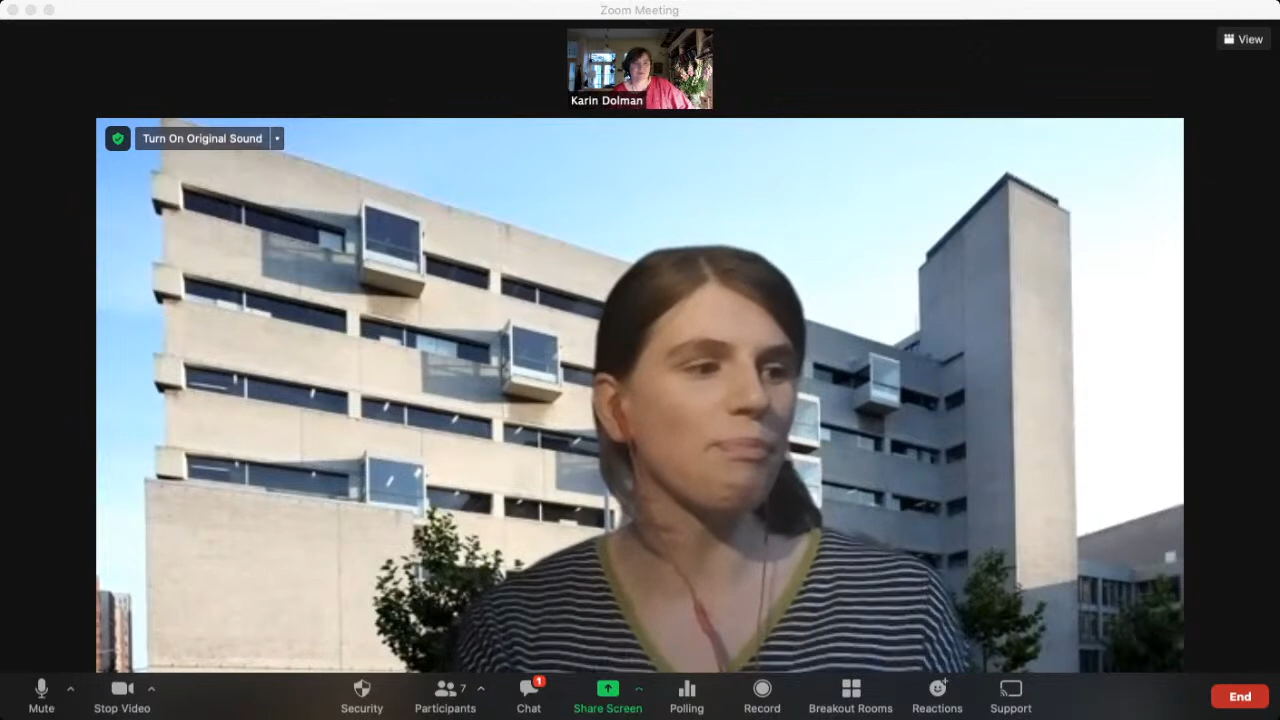 Zoom Meeting
View
Karin Dolman
Turn On Original Sound
Mute
Stop Video
Security
Participants
7
Chat
1
Share Screen
Polling
Record
Breakout Rooms
Reactions
Support
End